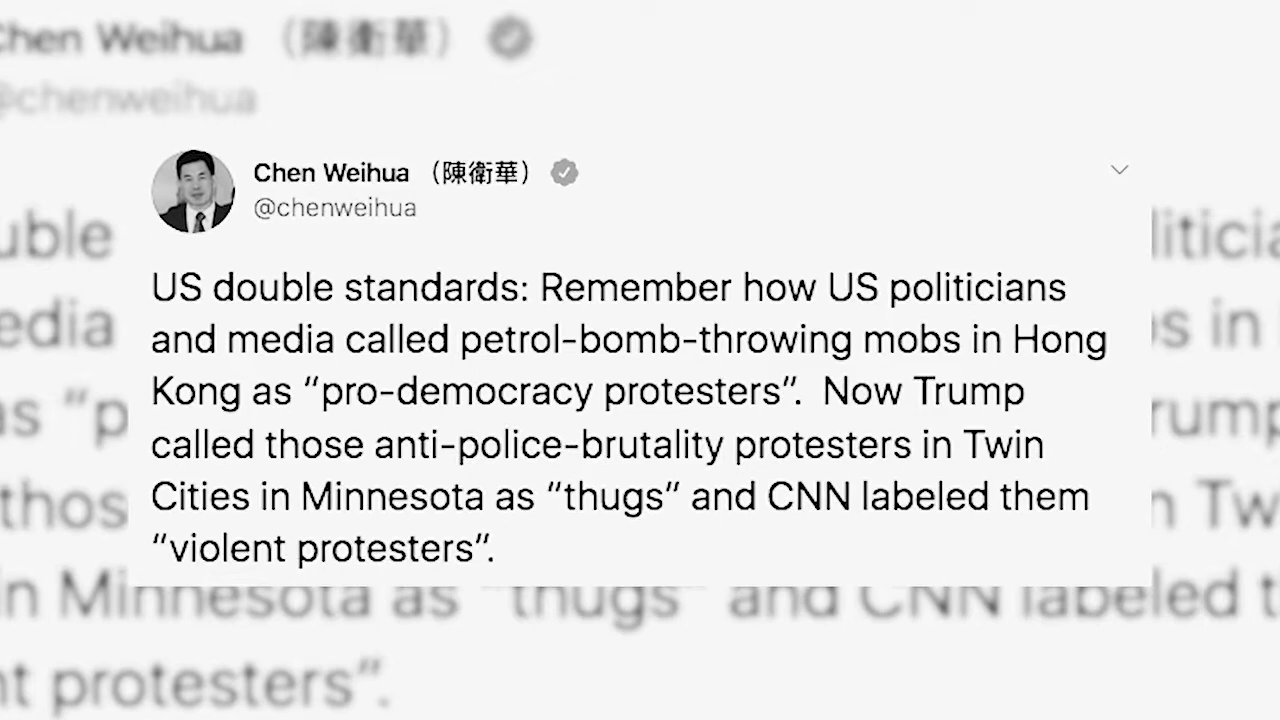 Chen Weihua （陳衛華）
@chenweihua
US double standards: Remember how US politicians
and media called petrol-bomb-throwing mobs in Hong
Kong as “pro-democracy protesters”.  Now Trump
called those anti-police-brutality protesters in Twin
Cities in Minnesota as “thugs” and CNN labeled them
“violent protesters”.